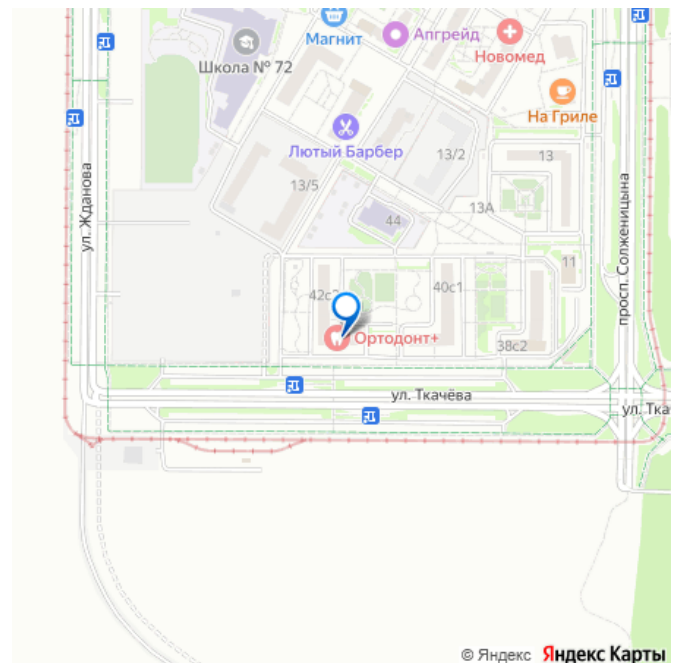 Магнит
Апгрейд
Новомед
Школа № 72
На Гриле
Лютый Барбер
13/2
13
13/5
ул. Жданова
13А
44
просп. Солженицына
11
42с2
40с1
Ортодонт+
38с2
ул. Ткачёва
ул. Тка
© Яндекс Яндекс Карты